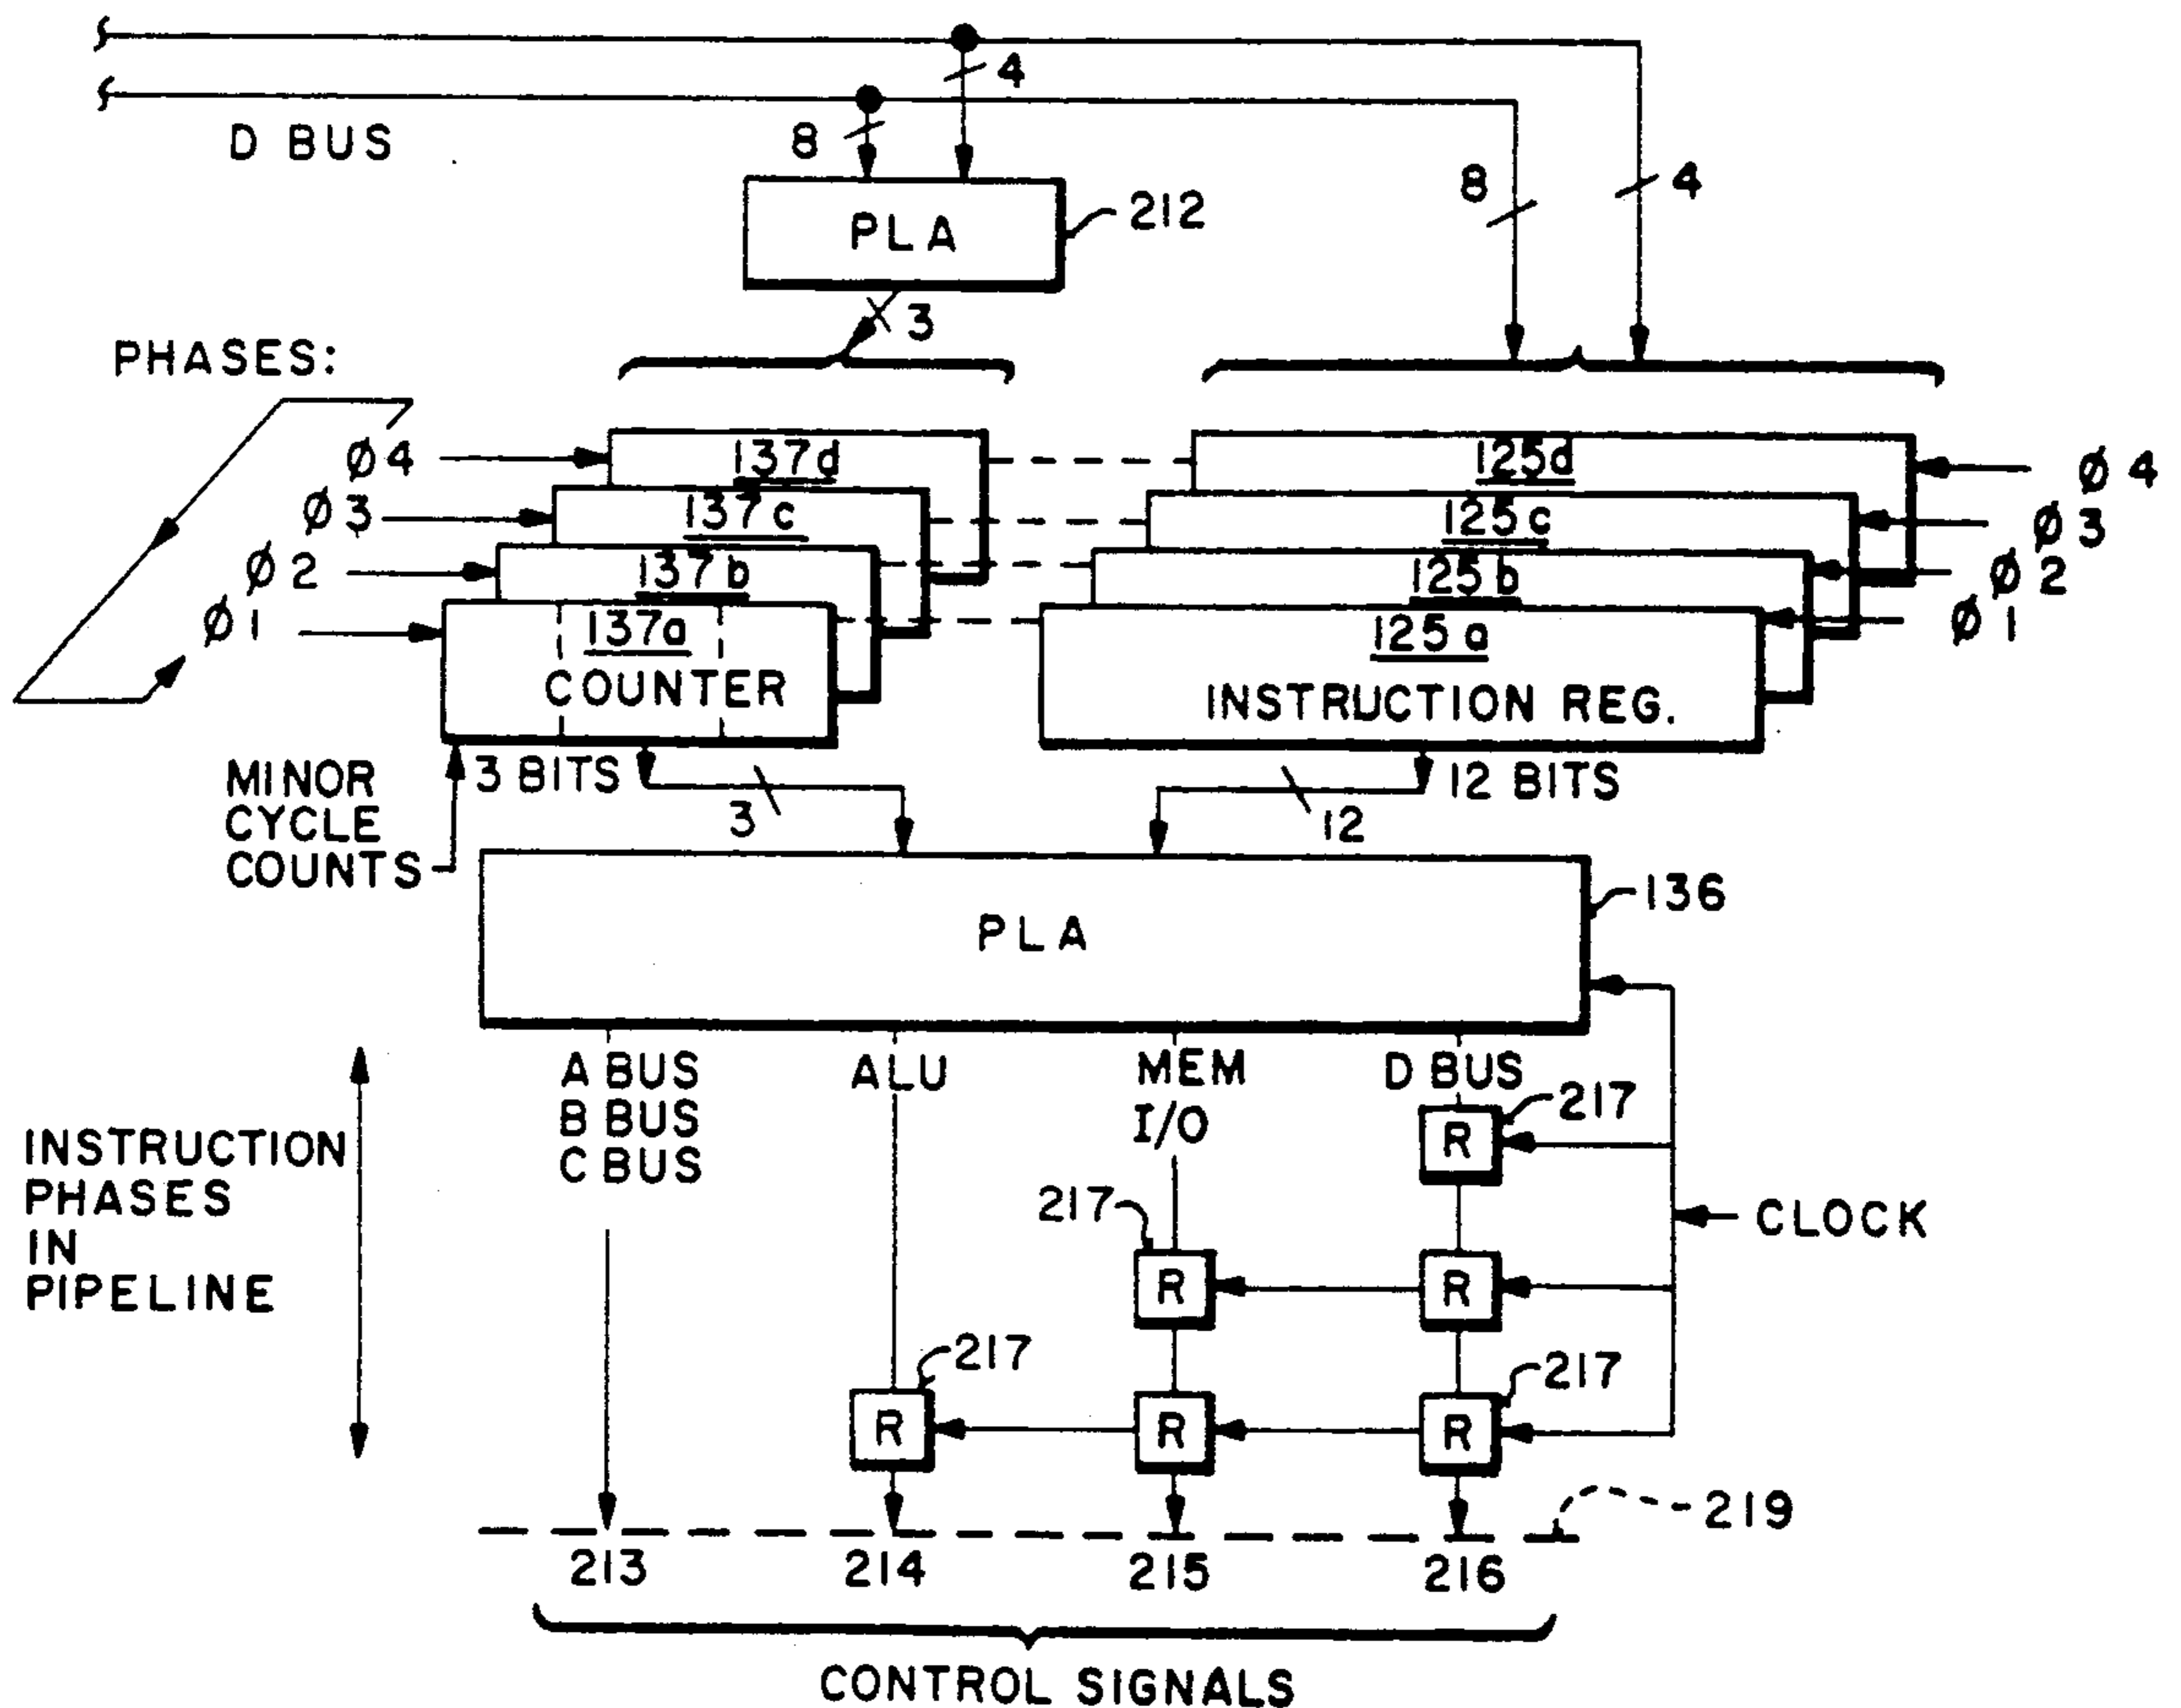 4
D BUS
8
8
4
PLA
212
3
PHASES:
Ø4
137d
125d
Ø4
Ø3
137c
125c
Ø3
Ø2
137b
125b
Ø2
Ø1
137a
125a
Ø1
COUNTER
INSTRUCTION REG.
MINOR
CYCLE
COUNTS
3 BITS
3
12 BITS
12
PLA
136
A BUS
B BUS
C BUS
ALU
MEM
I/O
D BUS
R
217
INSTRUCTION
PHASES
IN
PIPELINE
217
R
R
CLOCK
217
R
R
R
217
219
213
214
215
216
CONTROL SIGNALS